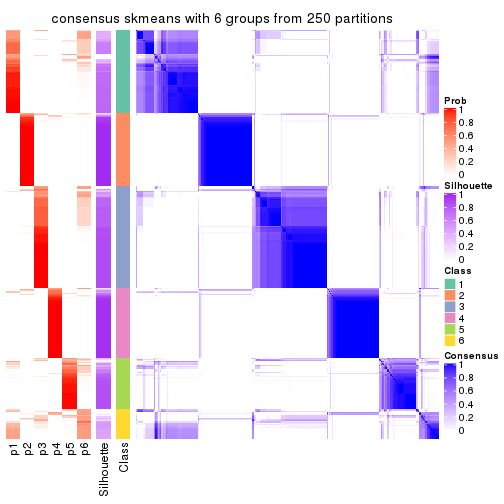 consensus skmeans with 6 groups from 250 partitions
Prob
1
0.8
0.6
0.4
0.2
0
Silhouette
1
0.8
0.6
0.4
0.2
0
Class
1
2
3
4
5
6
Consensus
1
0.8
0.6
0.4
0.2
0
p1
p2
p3
p4
p5
p6
Silhouette
Class